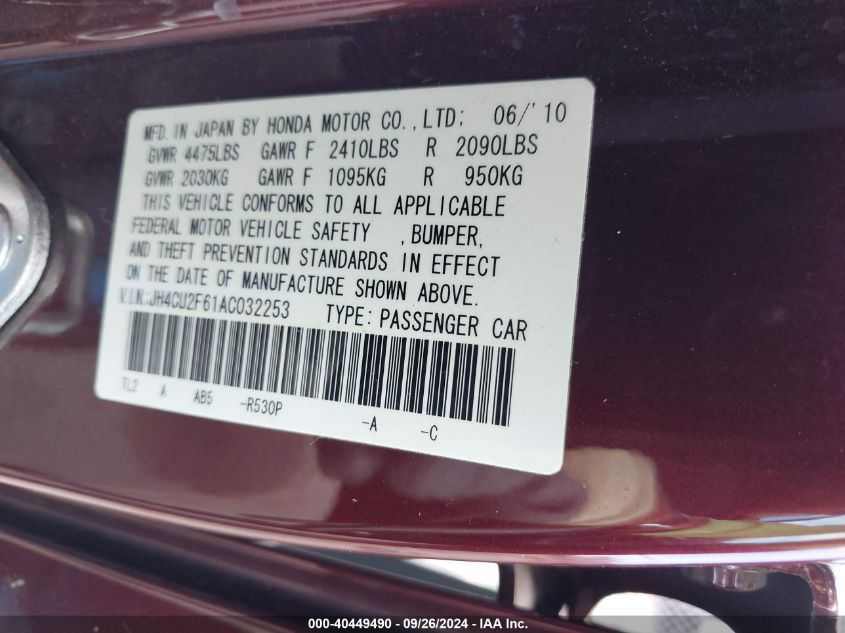 MFD. IN JAPAN BY HONDA MOTOR CO.,LTD: 06/'10
GVWR 4475LBS GAWR F 2410LBS R 2090LBS
GVWR 2030KG GAWR F 1095KG R 950KG
THIS VEHICLE CONFORMS TO ALL APPLICABLE
FEDERAL MOTOR VEHICLE SAFETY , BUMPER,
AND THEFT PREVENTION STANDARDS IN EFFECT
ON THE DATE OF MANUFACTURE SHOWN ABOVE.
V.I.N.:JH4CU2F61AC032253 TYPE: PASSENGER CAR
TL2 A AB5 -R530P -A -C
000-40449490 - 09/26/2024 - IAA Inc.